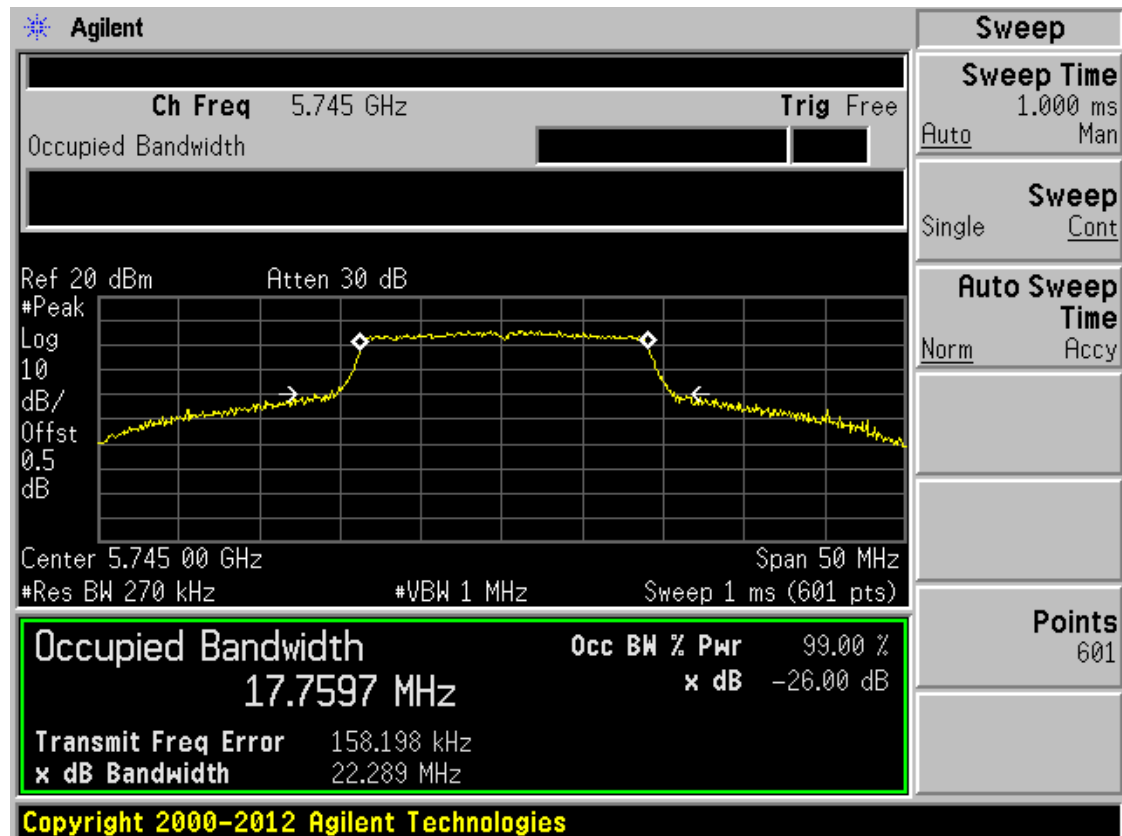 Agilent
Ch Freq 5.745 GHz Trig Free
Occupied Bandwidth
Ref 20 dBm Atten 30 dB
#Peak
Log
10
dB/
Offst
0.5
dB
Center 5.745 00 GHz Span 50 MHz
#Res BW 270 kHz #VBW 1 MHz Sweep 1 ms (601 pts)
Occupied Bandwidth Occ BW % Pwr 99.00 %
17.7597 MHz x dB -26.00 dB
Transmit Freq Error 158.198 kHz
x dB Bandwidth 22.289 MHz
Copyright 2000-2012 Agilent Technologies
Sweep
Sweep Time
1.000 ms
Auto Man
Sweep
Single Cont
Auto Sweep
Time
Norm Accy
Points
601